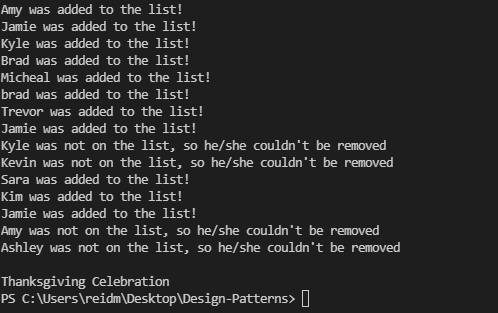 Amy was added to the list!
Jamie was added to the list!
Kyle was added to the list!
Brad was added to the list!
Micheal was added to the list!
brad was added to the list!
Trevor was added to the list!
Jamie was added to the list!
Kyle was not on the list, so he/she couldn't be removed
Kevin was not on the list, so he/she couldn't be removed
Sara was added to the list!
Kim was added to the list!
Jamie was added to the list!
Amy was not on the list, so he/she couldn't be removed
Ashley was not on the list, so he/she couldn't be removed
Thanksgiving Celebration
PS C:\Users\reidm\Desktop\Design-Patterns>